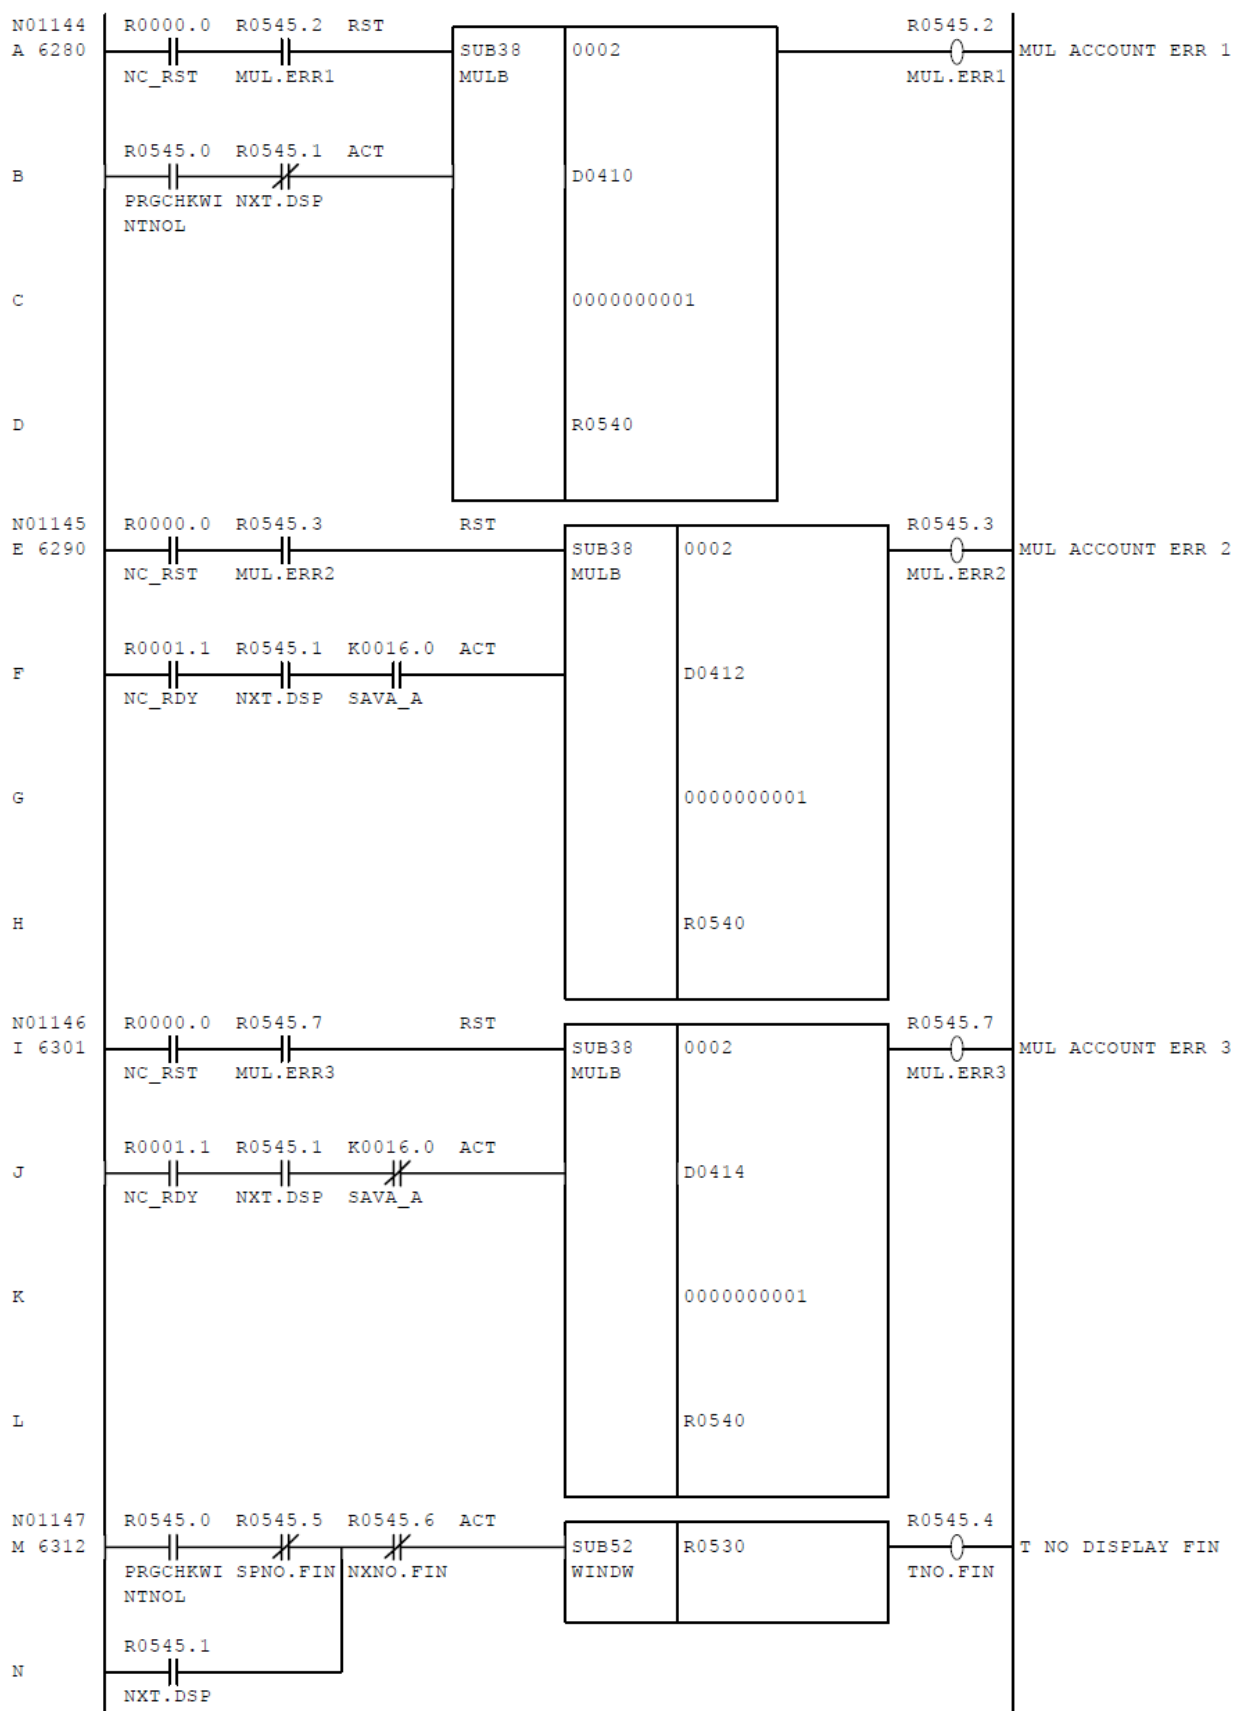 N01144 R0000.0 R0545.2 RST R0545.2
A 6280 SUB38 0002 MUL ACCOUNT ERR 1
NC_RST MUL.ERR1 MULB MUL.ERR1
R0545.0 R0545.1 ACT
B D0410
PRGCHKWI NXT.DSP
NTNOL
C 0000000001
D R0540
N01145 R0000.0 R0545.3 RST R0545.3
E 6290 SUB38 0002 MUL ACCOUNT ERR 2
NC_RST MUL.ERR2 MULB MUL.ERR2
R0001.1 R0545.1 K0016.0 ACT
F D0412
NC_RDY NXT.DSP SAVA_A
G 0000000001
H R0540
N01146 R0000.0 R0545.7 RST R0545.7
I 6301 SUB38 0002 MUL ACCOUNT ERR 3
NC_RST MUL.ERR3 MULB MUL.ERR3
R0001.1 R0545.1 K0016.0 ACT
J D0414
NC_RDY NXT.DSP SAVA_A
K 0000000001
L R0540
N01147 R0545.0 R0545.5 R0545.6 ACT R0545.4
M 6312 SUB52 R0530 T NO DISPLAY FIN
PRGCHKWI SPNO.FIN NXNO.FIN WINDW TNO.FIN
NTNOL
R0545.1
N
NXT.DSP